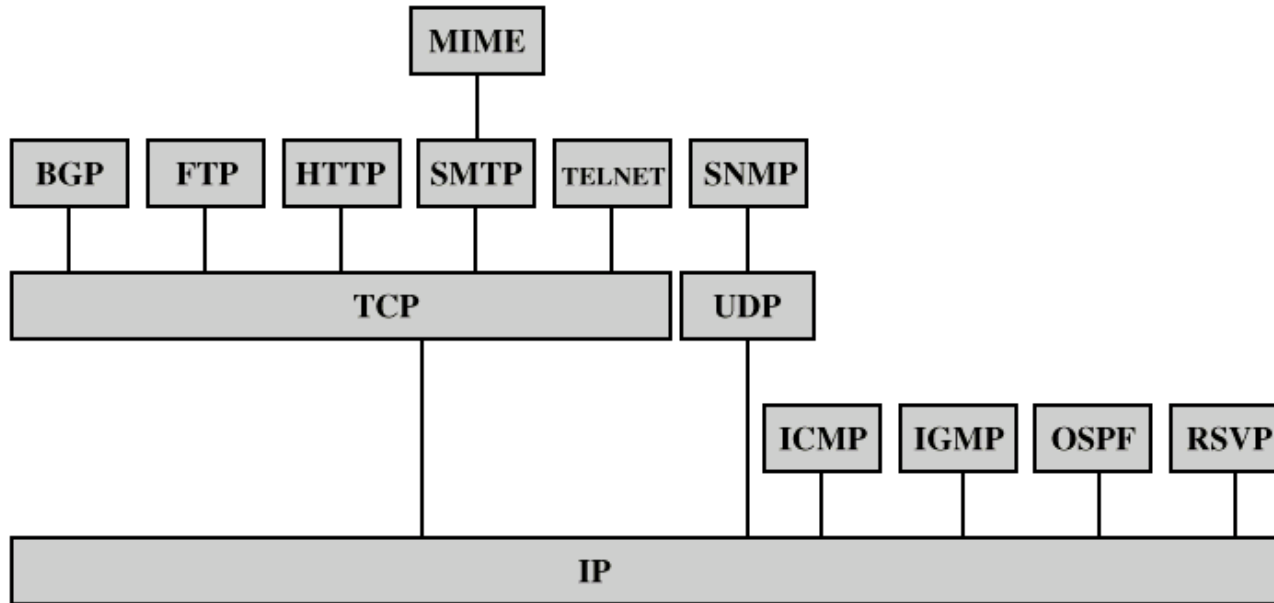 MIME
BGP FTP HTTP SMTP TELNET SNMP
TCP UDP
ICMP IGMP OSPF RSVP
IP